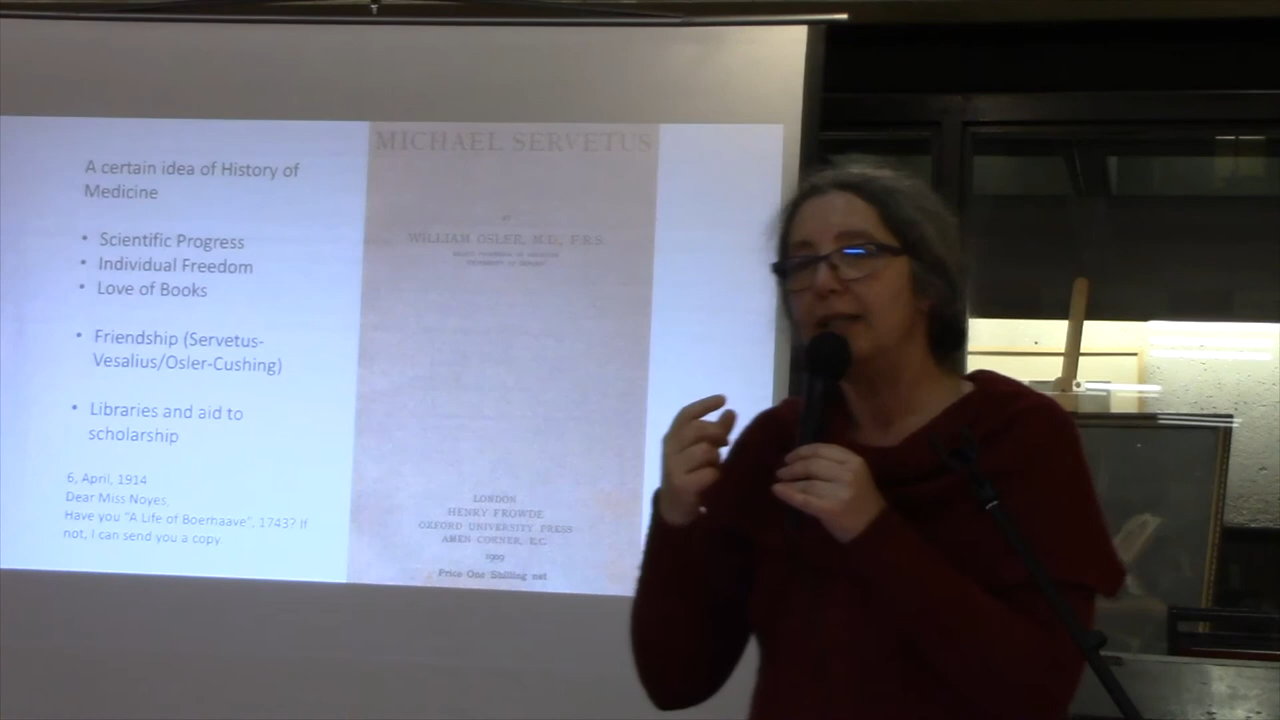 A certain idea of History of
Medicine
• Scientific Progress
• Individual Freedom
• Love of Books
• Friendship (Servetus-
Vesalius/Osler-Cushing)
• Libraries and aid to
scholarship
6, April, 1914
Dear Miss Noyes,
Have you "A Life of Boerhaave", 1743? If
not, I can send you a copy
MICHAEL SERVETUS
BY
WILLIAM OSLER, M.D., F.R.S.
LONDON
HENRY FROWDE
OXFORD UNIVERSITY PRESS
AMEN CORNER, E.C.
1909
Price One Shilling net